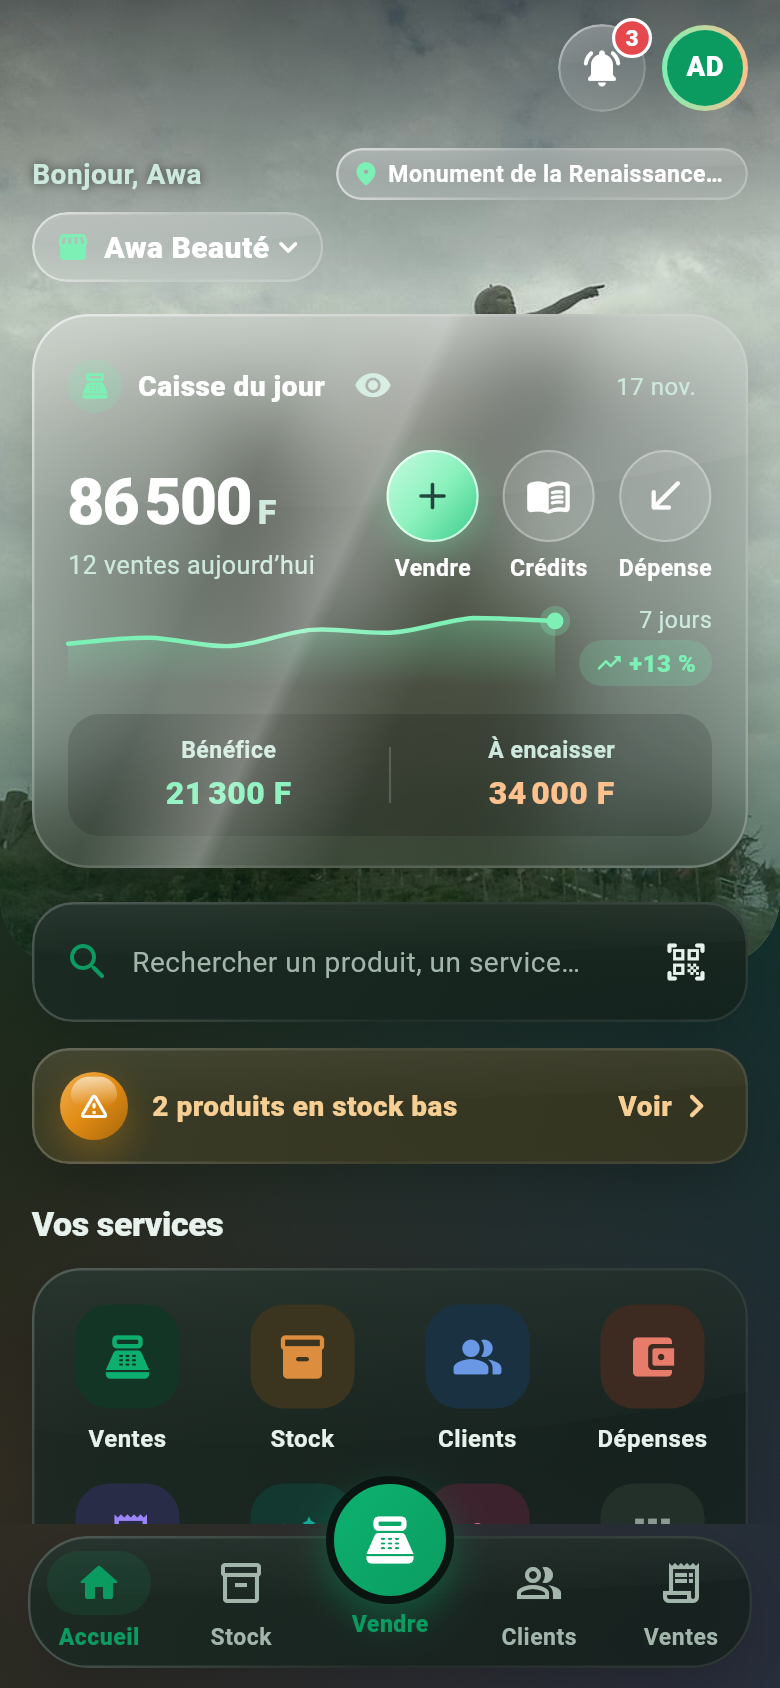 3
AD
Bonjour, Awa
Monument de la Renaissance...
Awa Beauté
Caisse du jour
17 nov.
86 500 F
12 ventes aujourd’hui
Vendre
Crédits
Dépense
7 jours
+13 %
Bénéfice
À encaisser
21 300 F
34 000 F
Rechercher un produit, un service...
2 produits en stock bas
Voir
Vos services
Ventes
Stock
Clients
Dépenses
Accueil
Stock
Vendre
Clients
Ventes